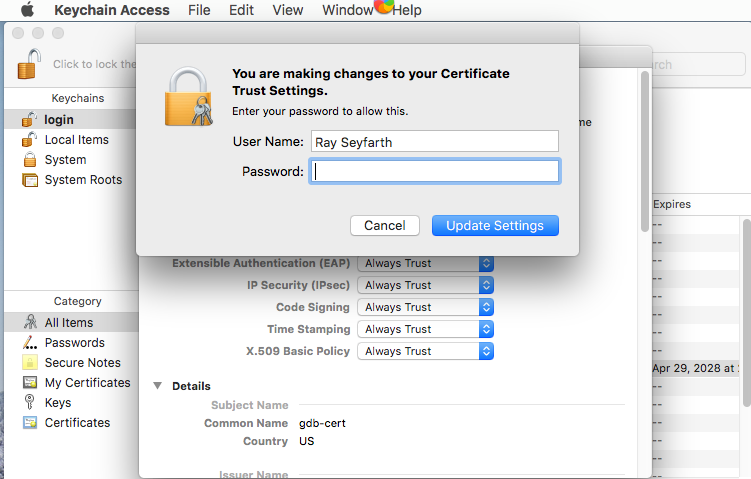 Keychain Access File Edit View Window Help
Click to lock the
You are making changes to your Certificate
Trust Settings.
Enter your password to allow this.
User Name: Ray Seyfarth
Password:
Cancel Update Settings
Keychains
login
Local Items
System
System Roots
Category
All Items
Passwords
Secure Notes
My Certificates
Keys
Certificates
Extensible Authentication (EAP) Always Trust
IP Security (IPsec) Always Trust
Code Signing Always Trust
Time Stamping Always Trust
X.509 Basic Policy Always Trust
Details
Subject Name
Common Name gdb-cert
Country US
Issuer Name
rch
me
Expires
--
--
--
--
--
--
--
--
Apr 29, 2028 at
--
--
--
--
--